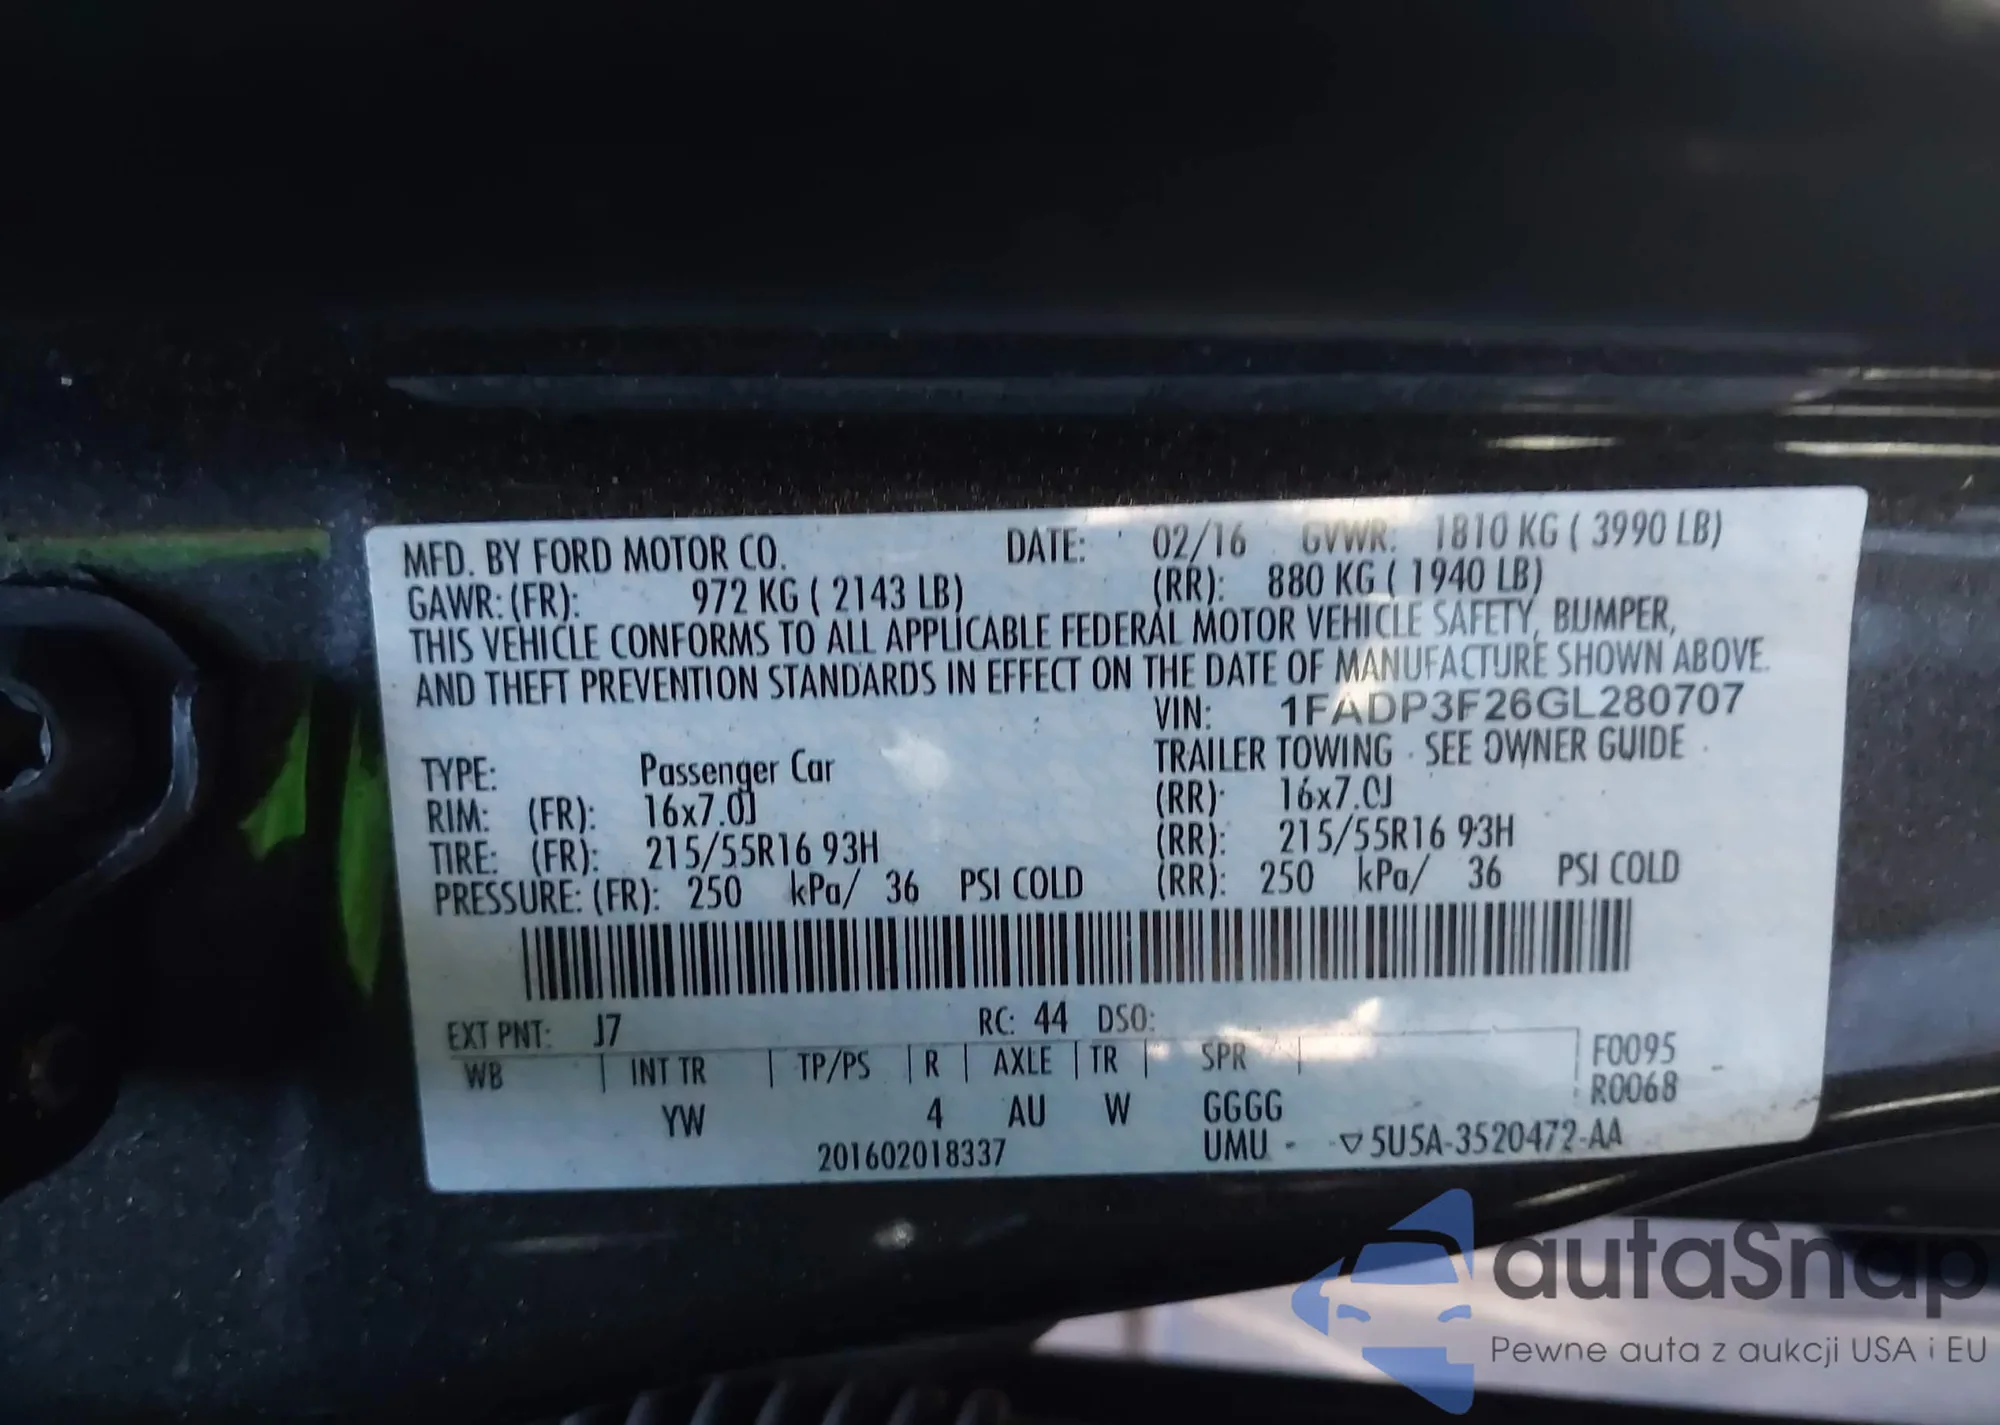 MFD. BY FORD MOTOR CO. DATE: 02/16 GVWR: 1810 KG ( 3990 LB)
GAWR: (FR): 972 KG ( 2143 LB) (RR): 880 KG ( 1940 LB)
THIS VEHICLE CONFORMS TO ALL APPLICABLE FEDERAL MOTOR VEHICLE SAFETY, BUMPER,
AND THEFT PREVENTION STANDARDS IN EFFECT ON THE DATE OF MANUFACTURE SHOWN ABOVE.
VIN: 1FADP3F26GL280707
TYPE: Passenger Car TRAILER TOWING - SEE OWNER GUIDE
RIM: (FR): 16x7.0J (RR): 16x7.0J
TIRE: (FR): 215/55R16 93H (RR): 215/55R16 93H
PRESSURE: (FR): 250 kPa/ 36 PSI COLD (RR): 250 kPa/ 36 PSI COLD
EXT PNT: J7 RC: 44 DSO:
WB | INT TR | TP/PS | R | AXLE | TR | SPR | F0095
R0068
YW 4 AU W GGGG
201602018337 UMU - ▽5U5A-3520472-AA
autaSnap
Pewne auta z aukcji USA i EU